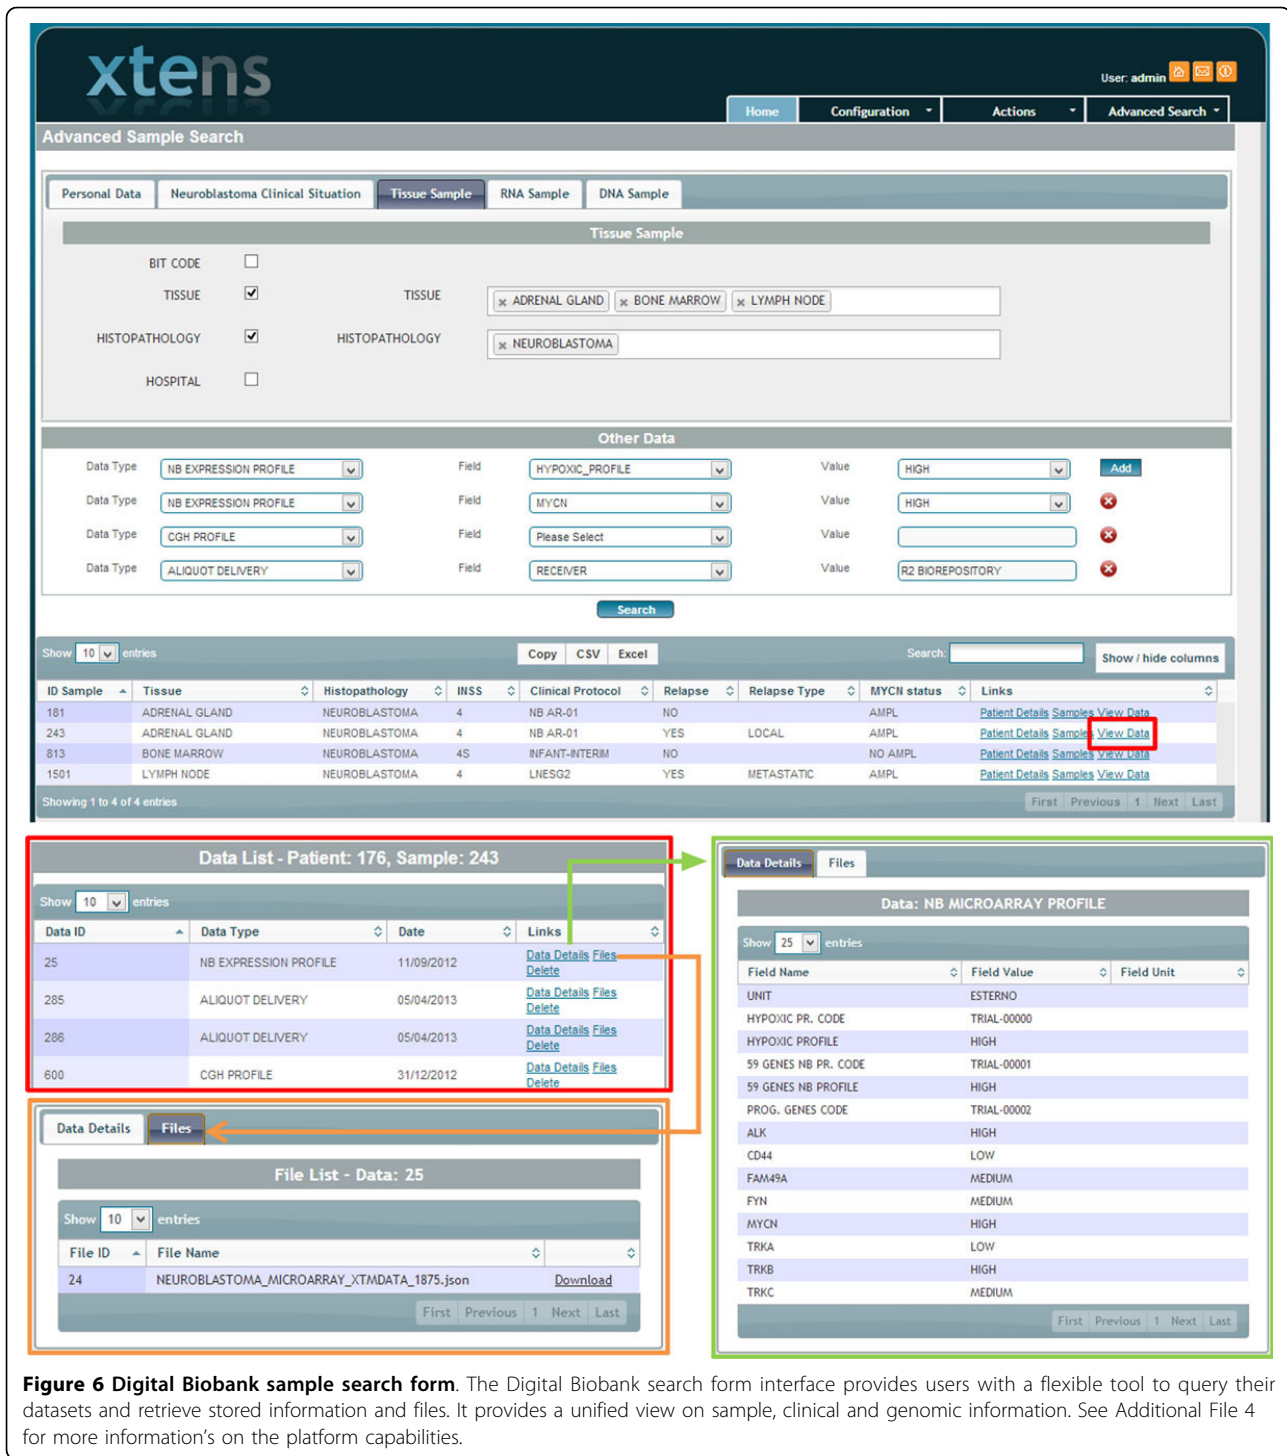 xtens
User: admin
Home Configuration Actions Advanced Search
Advanced Sample Search
Personal Data Neuroblastoma Clinical Situation Tissue Sample RNA Sample DNA Sample
Tissue Sample
BIT CODE
TISSUE TISSUE × ADRENAL GLAND × BONE MARROW × LYMPH NODE
HISTOPATHOLOGY HISTOPATHOLOGY × NEUROBLASTOMA
HOSPITAL
Other Data
Data Type NB EXPRESSION PROFILE Field HYPOXIC_PROFILE Value HIGH Add
Data Type NB EXPRESSION PROFILE Field MYCN Value HIGH
Data Type CGH PROFILE Field Please Select Value
Data Type ALIQUOT DELIVERY Field RECEIVER Value R2 BIOREPOSITORY
Search
Show 10 entries Copy CSV Excel Search: Show / hide columns
ID Sample Tissue Histopathology INSS Clinical Protocol Relapse Relapse Type MYCN status Links
181 ADRENAL GLAND NEUROBLASTOMA 4 NB AR-01 NO AMPL Patient Details Samples View Data
243 ADRENAL GLAND NEUROBLASTOMA 4 NB AR-01 YES LOCAL AMPL Patient Details Samples View Data
813 BONE MARROW NEUROBLASTOMA 4S INFANT-INTERIM NO NO AMPL Patient Details Samples View Data
1501 LYMPH NODE NEUROBLASTOMA 4 LNESG2 YES METASTATIC AMPL Patient Details Samples View Data
Showing 1 to 4 of 4 entries First Previous 1 Next Last
Data List - Patient: 176, Sample: 243
Show 10 entries
Data ID Data Type Date Links
25 NB EXPRESSION PROFILE 11/09/2012 Data Details Files
Delete
285 ALIQUOT DELIVERY 05/04/2013 Data Details Files
Delete
286 ALIQUOT DELIVERY 05/04/2013 Data Details Files
Delete
600 CGH PROFILE 31/12/2012 Data Details Files
Delete
Data Details Files
File List - Data: 25
Show 10 entries
File ID File Name
24 NEUROBLASTOMA_MICROARRAY_XTMDATA_1875.json Download
First Previous 1 Next Last
Data Details Files
Data: NB MICROARRAY PROFILE
Show 25 entries
Field Name Field Value Field Unit
UNIT ESTERNO
HYPOXIC PR. CODE TRIAL-00000
HYPOXIC PROFILE HIGH
59 GENES NB PR. CODE TRIAL-00001
59 GENES NB PROFILE HIGH
PROG. GENES CODE TRIAL-00002
ALK HIGH
CD44 LOW
FAM49A MEDIUM
FYN MEDIUM
MYCN HIGH
TRKA LOW
TRKB HIGH
TRKC MEDIUM
First Previous 1 Next Last
Figure 6 Digital Biobank sample search form. The Digital Biobank search form interface provides users with a flexible tool to query their
datasets and retrieve stored information and files. It provides a unified view on sample, clinical and genomic information. See Additional File 4
for more information's on the platform capabilities.